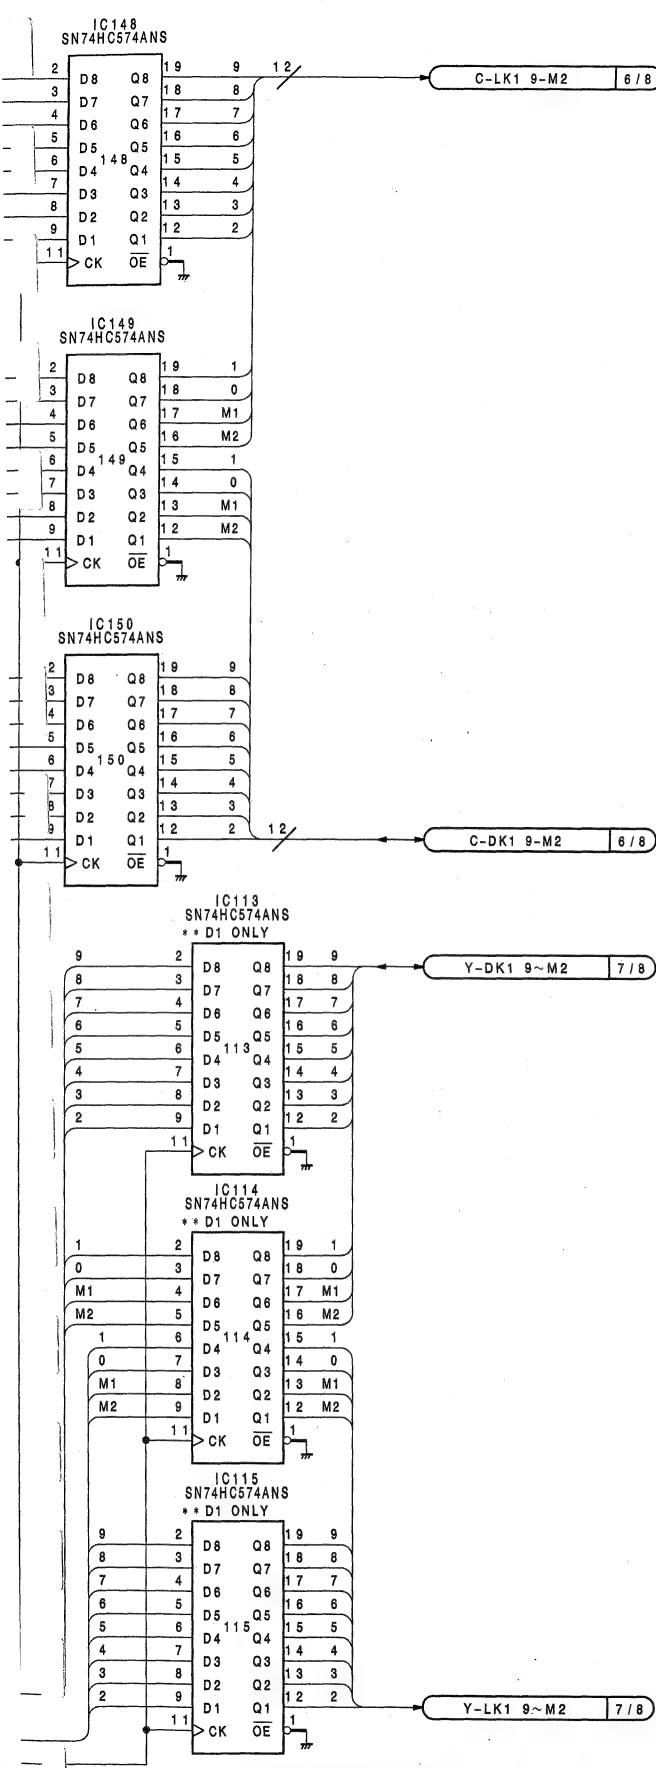 IC148
SN74HC574ANS
2 D8 Q8 19 9 12 C-LK1 9-M2 6/8
3 D7 Q7 18 8
4 D6 Q6 17 7
5 D5 Q5 16 6
148
6 D4 Q4 15 5
7 D3 Q3 14 4
8 D2 Q2 13 3
9 D1 Q1 12 2
11 CK OE 1
IC149
SN74HC574ANS
2 D8 Q8 19 1
3 D7 Q7 18 0
4 D6 Q6 17 M1
5 D5 Q5 16 M2
149
6 D4 Q4 15 1
7 D3 Q3 14 0
8 D2 Q2 13 M1
9 D1 Q1 12 M2
11 CK OE 1
IC150
SN74HC574ANS
2 D8 Q8 19 9
3 D7 Q7 18 8
4 D6 Q6 17 7
5 D5 Q5 16 6
150
6 D4 Q4 15 5
7 D3 Q3 14 4
8 D2 Q2 13 3
9 D1 Q1 12 2 12 C-DK1 9-M2 6/8
11 CK OE 1
IC113
SN74HC574ANS
**D1 ONLY
9 2 D8 Q8 19 9 Y-DK1 9~M2 7/8
8 3 D7 Q7 18 8
7 4 D6 Q6 17 7
6 5 D5 Q5 16 6
113
5 6 D4 Q4 15 5
4 7 D3 Q3 14 4
3 8 D2 Q2 13 3
2 9 D1 Q1 12 2
11 CK OE 1
IC114
SN74HC574ANS
**D1 ONLY
1 2 D8 Q8 19 1
0 3 D7 Q7 18 0
M1 4 D6 Q6 17 M1
M2 5 D5 Q5 16 M2
114
1 6 D4 Q4 15 1
0 7 D3 Q3 14 0
M1 8 D2 Q2 13 M1
M2 9 D1 Q1 12 M2
11 CK OE 1
IC115
SN74HC574ANS
**D1 ONLY
9 2 D8 Q8 19 9
8 3 D7 Q7 18 8
7 4 D6 Q6 17 7
6 5 D5 Q5 16 6
115
5 6 D4 Q4 15 5
4 7 D3 Q3 14 4
3 8 D2 Q2 13 3
2 9 D1 Q1 12 2 Y-LK1 9~M2 7/8
11 CK OE 1